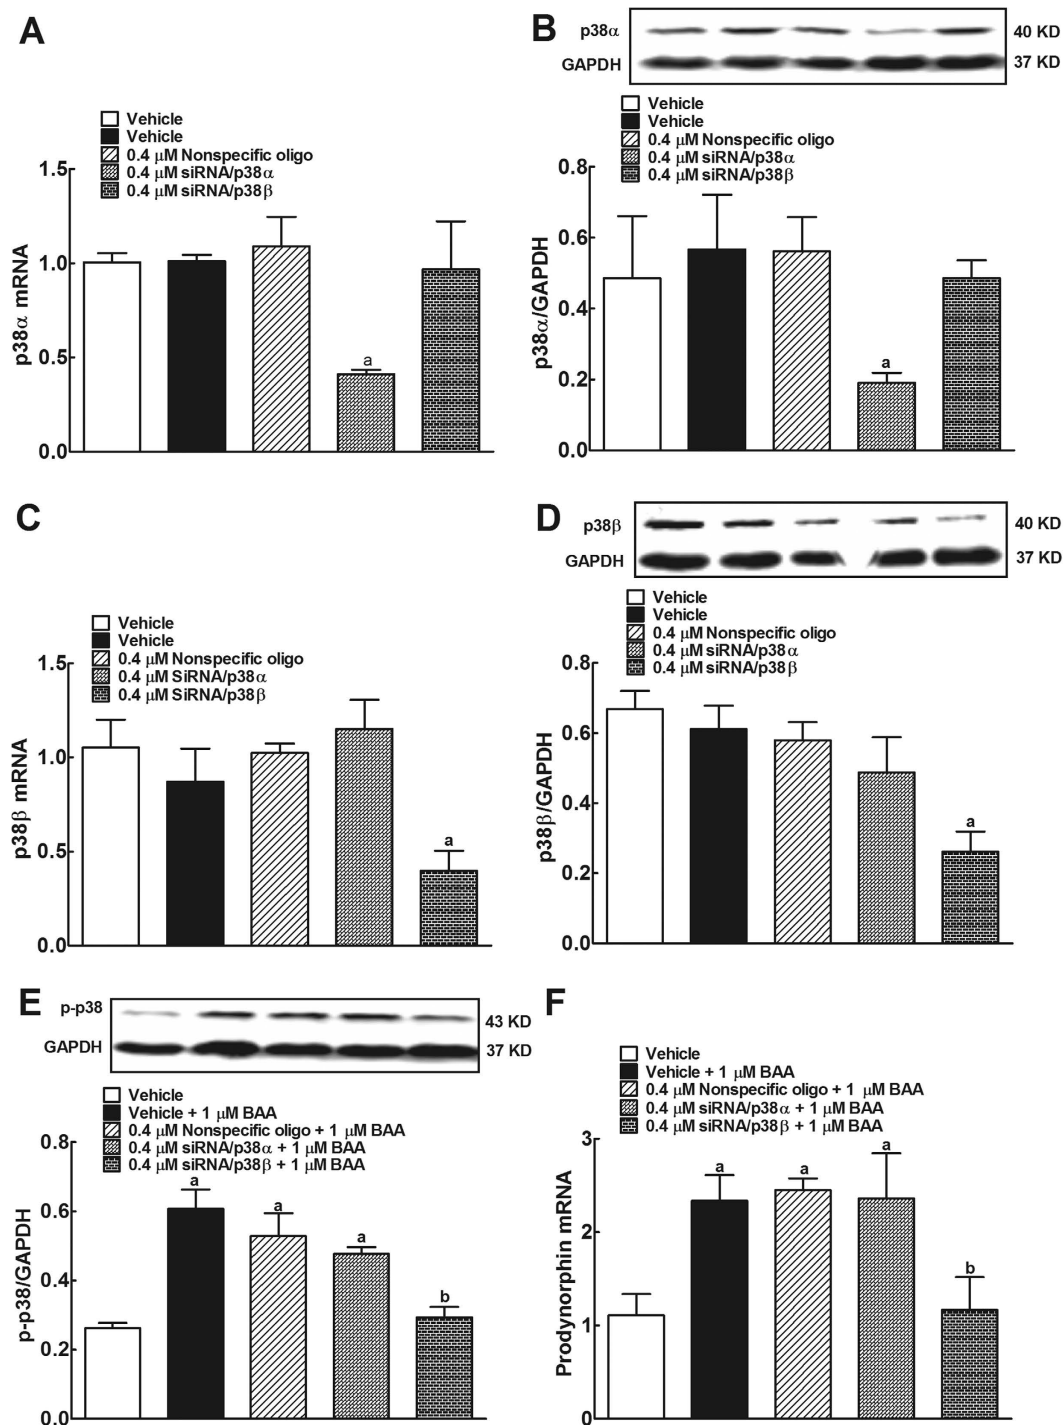 A
Vehicle
Vehicle
0.4 μM Nonspecific oligo
0.4 μM siRNA/p38α
0.4 μM siRNA/p38β
p38α mRNA
1.5
1.0
0.5
0.0
a
B
p38α
40 KD
GAPDH
37 KD
Vehicle
Vehicle
0.4 μM Nonspecific oligo
0.4 μM siRNA/p38α
0.4 μM siRNA/p38β
p38α/GAPDH
0.8
0.6
0.4
0.2
0.0
a
C
Vehicle
Vehicle
0.4 μM Nonspecific oligo
0.4 μM SiRNA/p38α
0.4 μM SiRNA/p38β
p38β mRNA
1.5
1.0
0.5
0.0
a
D
p38β
40 KD
GAPDH
37 KD
Vehicle
Vehicle
0.4 μM Nonspecific oligo
0.4 μM siRNA/p38α
0.4 μM siRNA/p38β
p38β/GAPDH
0.8
0.6
0.4
0.2
0.0
a
E
p-p38
43 KD
GAPDH
37 KD
Vehicle
Vehicle + 1 μM BAA
0.4 μM Nonspecific oligo + 1 μM BAA
0.4 μM siRNA/p38α + 1 μM BAA
0.4 μM siRNA/p38β + 1 μM BAA
p-p38/GAPDH
0.8
0.6
0.4
0.2
0.0
a
a
a
b
F
Vehicle
Vehicle + 1 μM BAA
0.4 μM Nonspecific oligo + 1 μM BAA
0.4 μM siRNA/p38α + 1 μM BAA
0.4 μM siRNA/p38β + 1 μM BAA
Prodynorphin mRNA
3
2
1
0
a
a
a
b